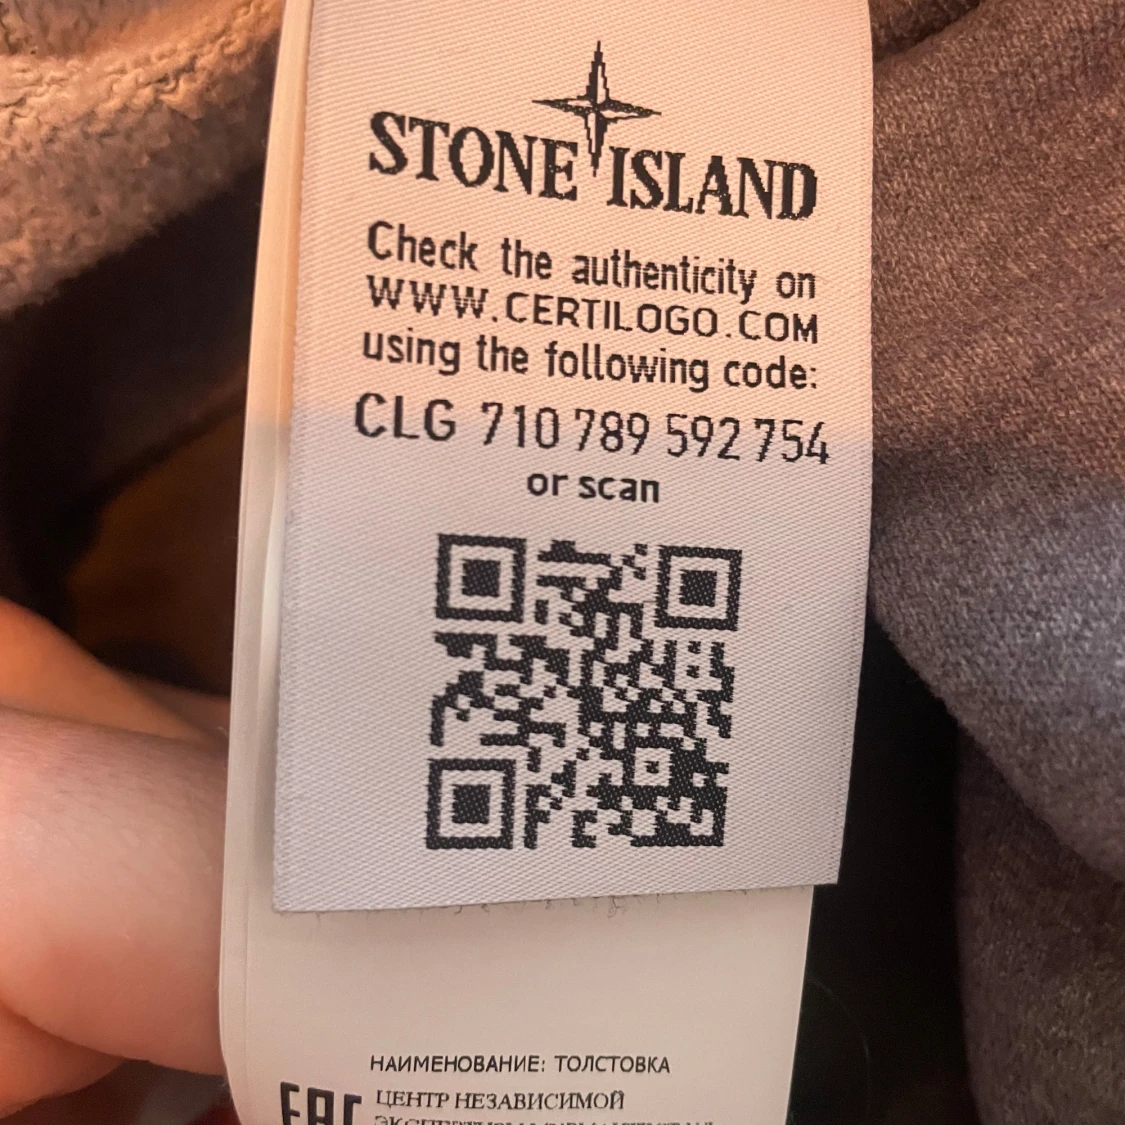 STONE ISLAND
Check the authenticity on
WWW.CERTILOGO.COM
using the following code:
CLG 710 789 592 754
or scan
НАИМЕНОВАНИЕ: ТОЛСТОВКА
EAC
ЦЕНТР НЕЗАВИСИМОЙ